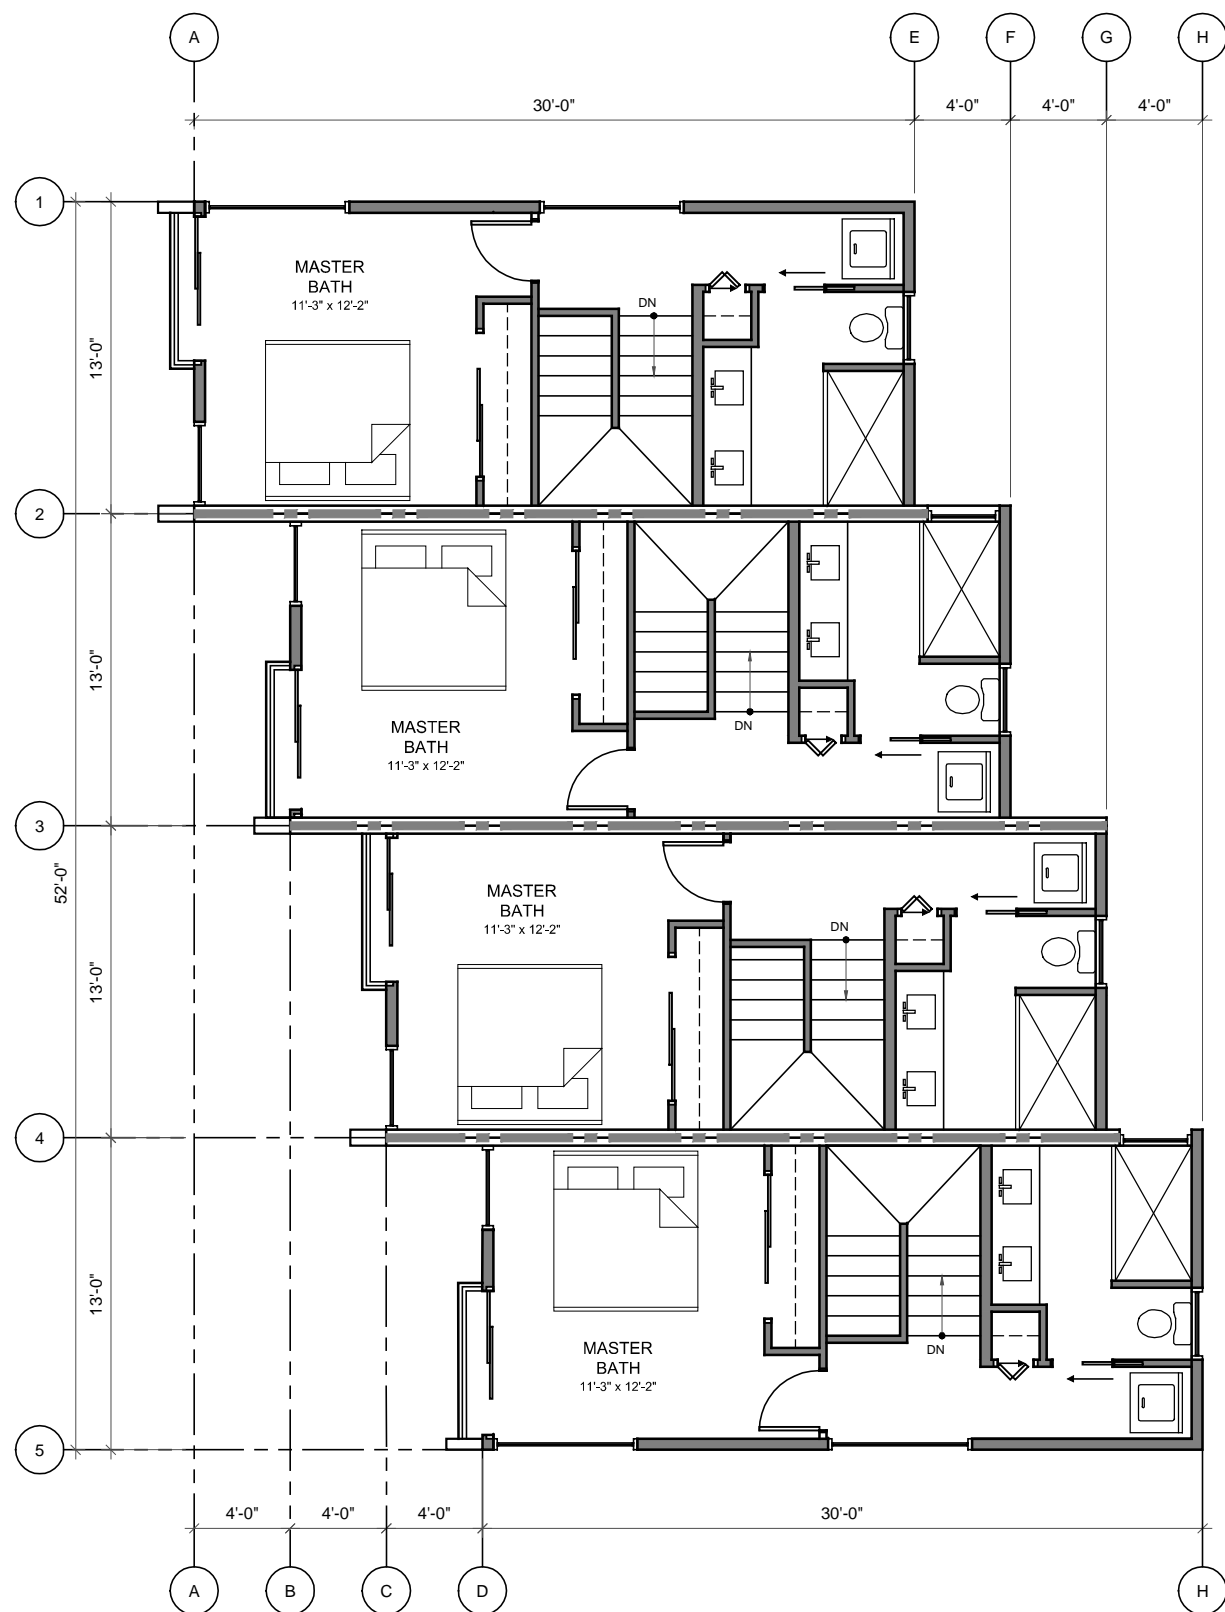 A
E
F
G
H
30'-0"
4'-0"
4'-0"
4'-0"
1
MASTER
BATH
11'-3" x 12'-2"
DN
13'-0"
2
13'-0"
MASTER
BATH
11'-3" x 12'-2"
DN
3
52'-0"
MASTER
BATH
11'-3" x 12'-2"
DN
13'-0"
4
13'-0"
MASTER
BATH
11'-3" x 12'-2"
DN
5
4'-0"
4'-0"
4'-0"
30'-0"
A
B
C
D
H